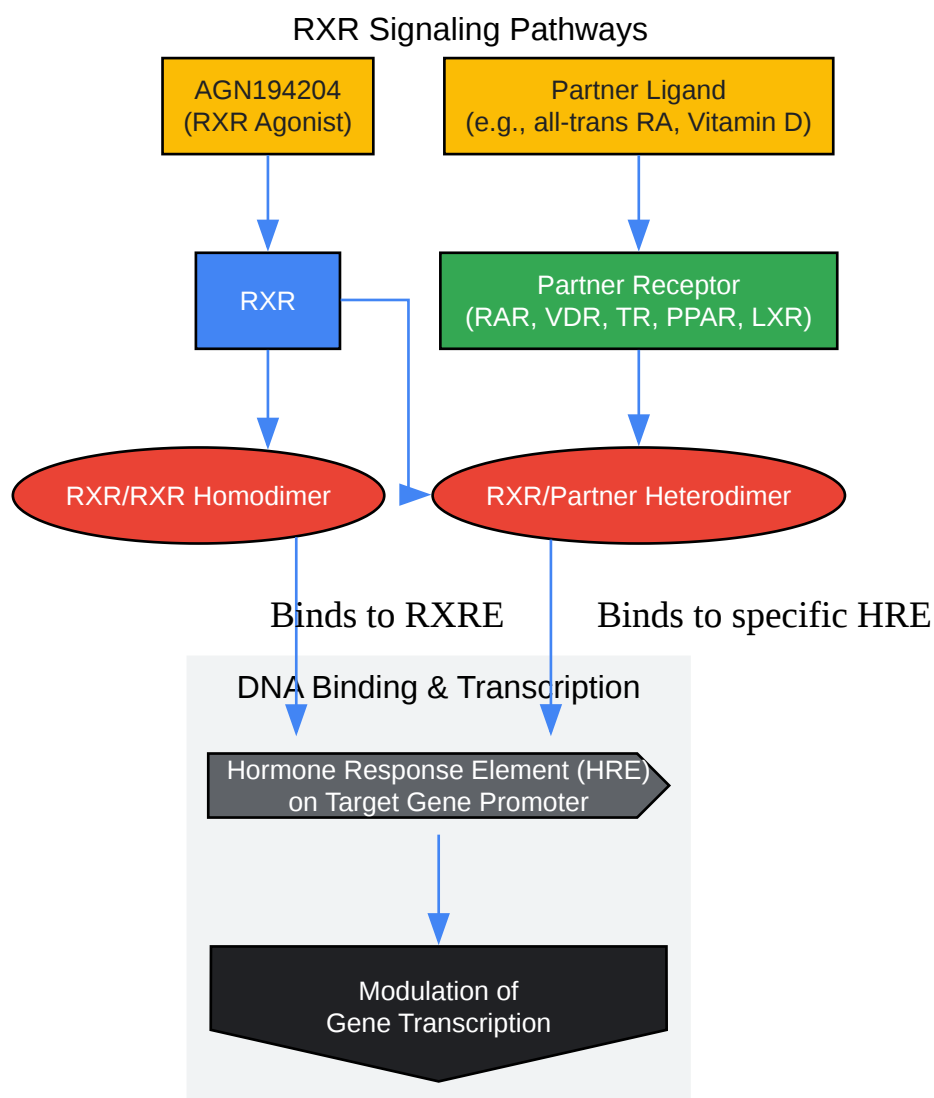 RXR Signaling Pathways
AGN194204
(RXR Agonist)
Partner Ligand
(e.g., all-trans RA, Vitamin D)
RXR
Partner Receptor
(RAR, VDR, TR, PPAR, LXR)
RXR/RXR Homodimer
RXR/Partner Heterodimer
Binds to RXRE
Binds to specific HRE
DNA Binding & Transcription
Hormone Response Element (HRE)
on Target Gene Promoter
Modulation of
Gene Transcription